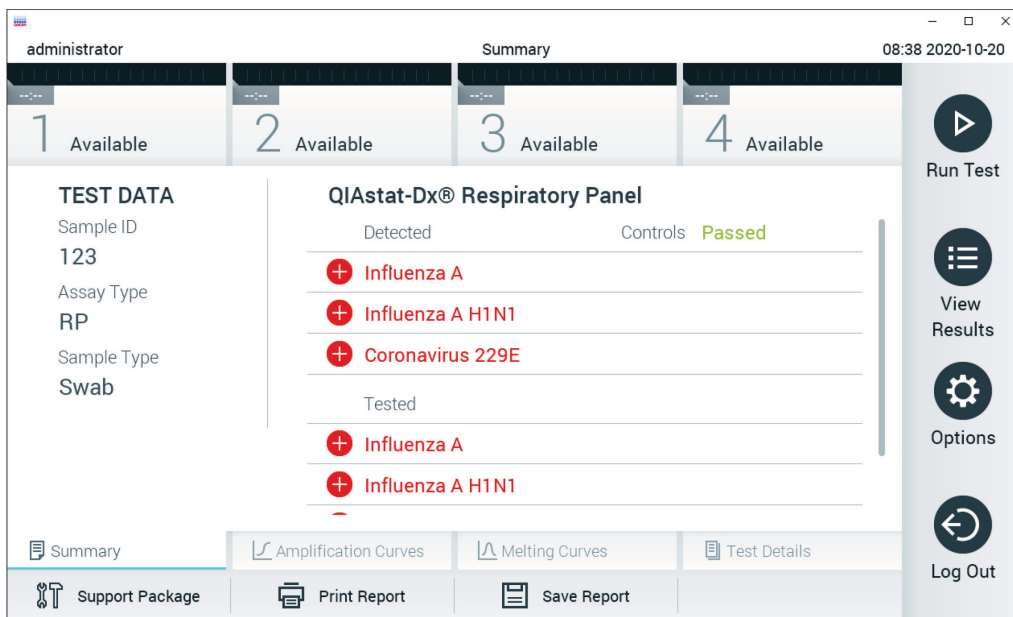 administrator Summary 08:38 2020-10-20
--:-- --:-- --:-- --:--
1 Available 2 Available 3 Available 4 Available
Run Test
TEST DATA
Sample ID
123
Assay Type
RP
Sample Type
Swab
QIAstat-Dx® Respiratory Panel
Detected Controls Passed
Influenza A
Influenza A H1N1
Coronavirus 229E
Tested
Influenza A
Influenza A H1N1
View
Results
Options
Log Out
Summary Amplification Curves Melting Curves Test Details
Support Package Print Report Save Report